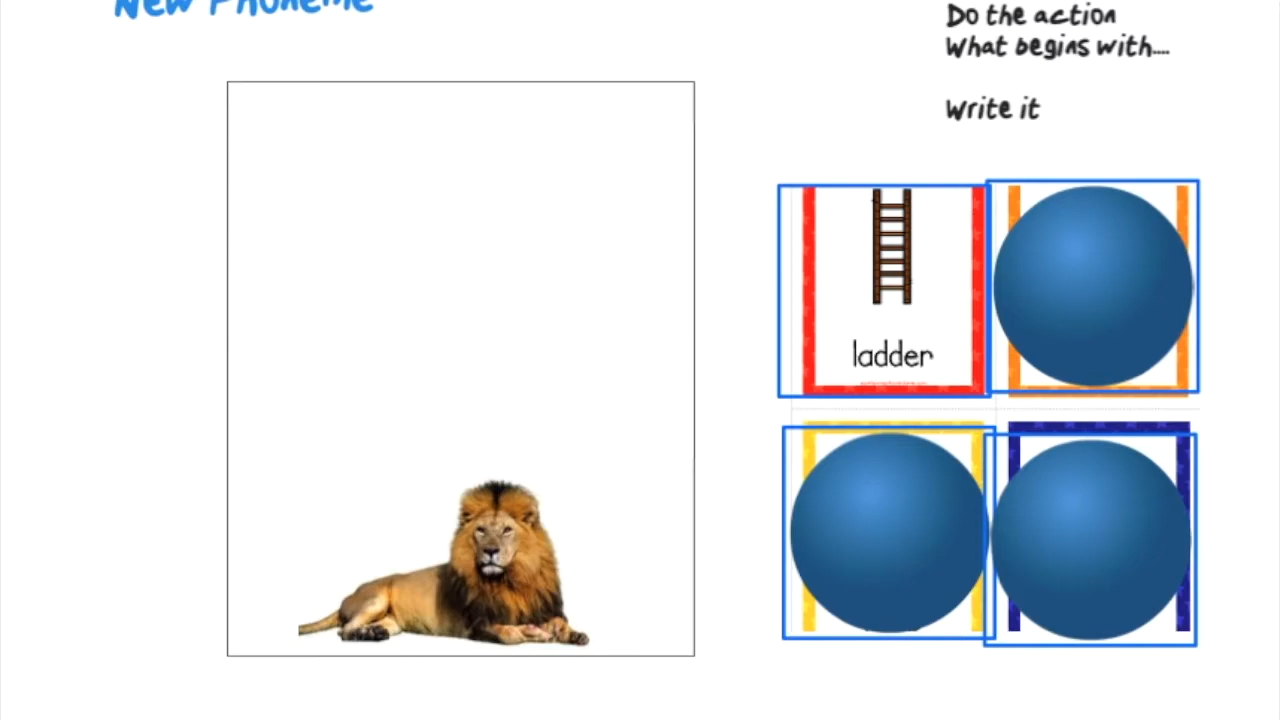 New Phoneme
Do the action
What begins with....
Write it
ladder